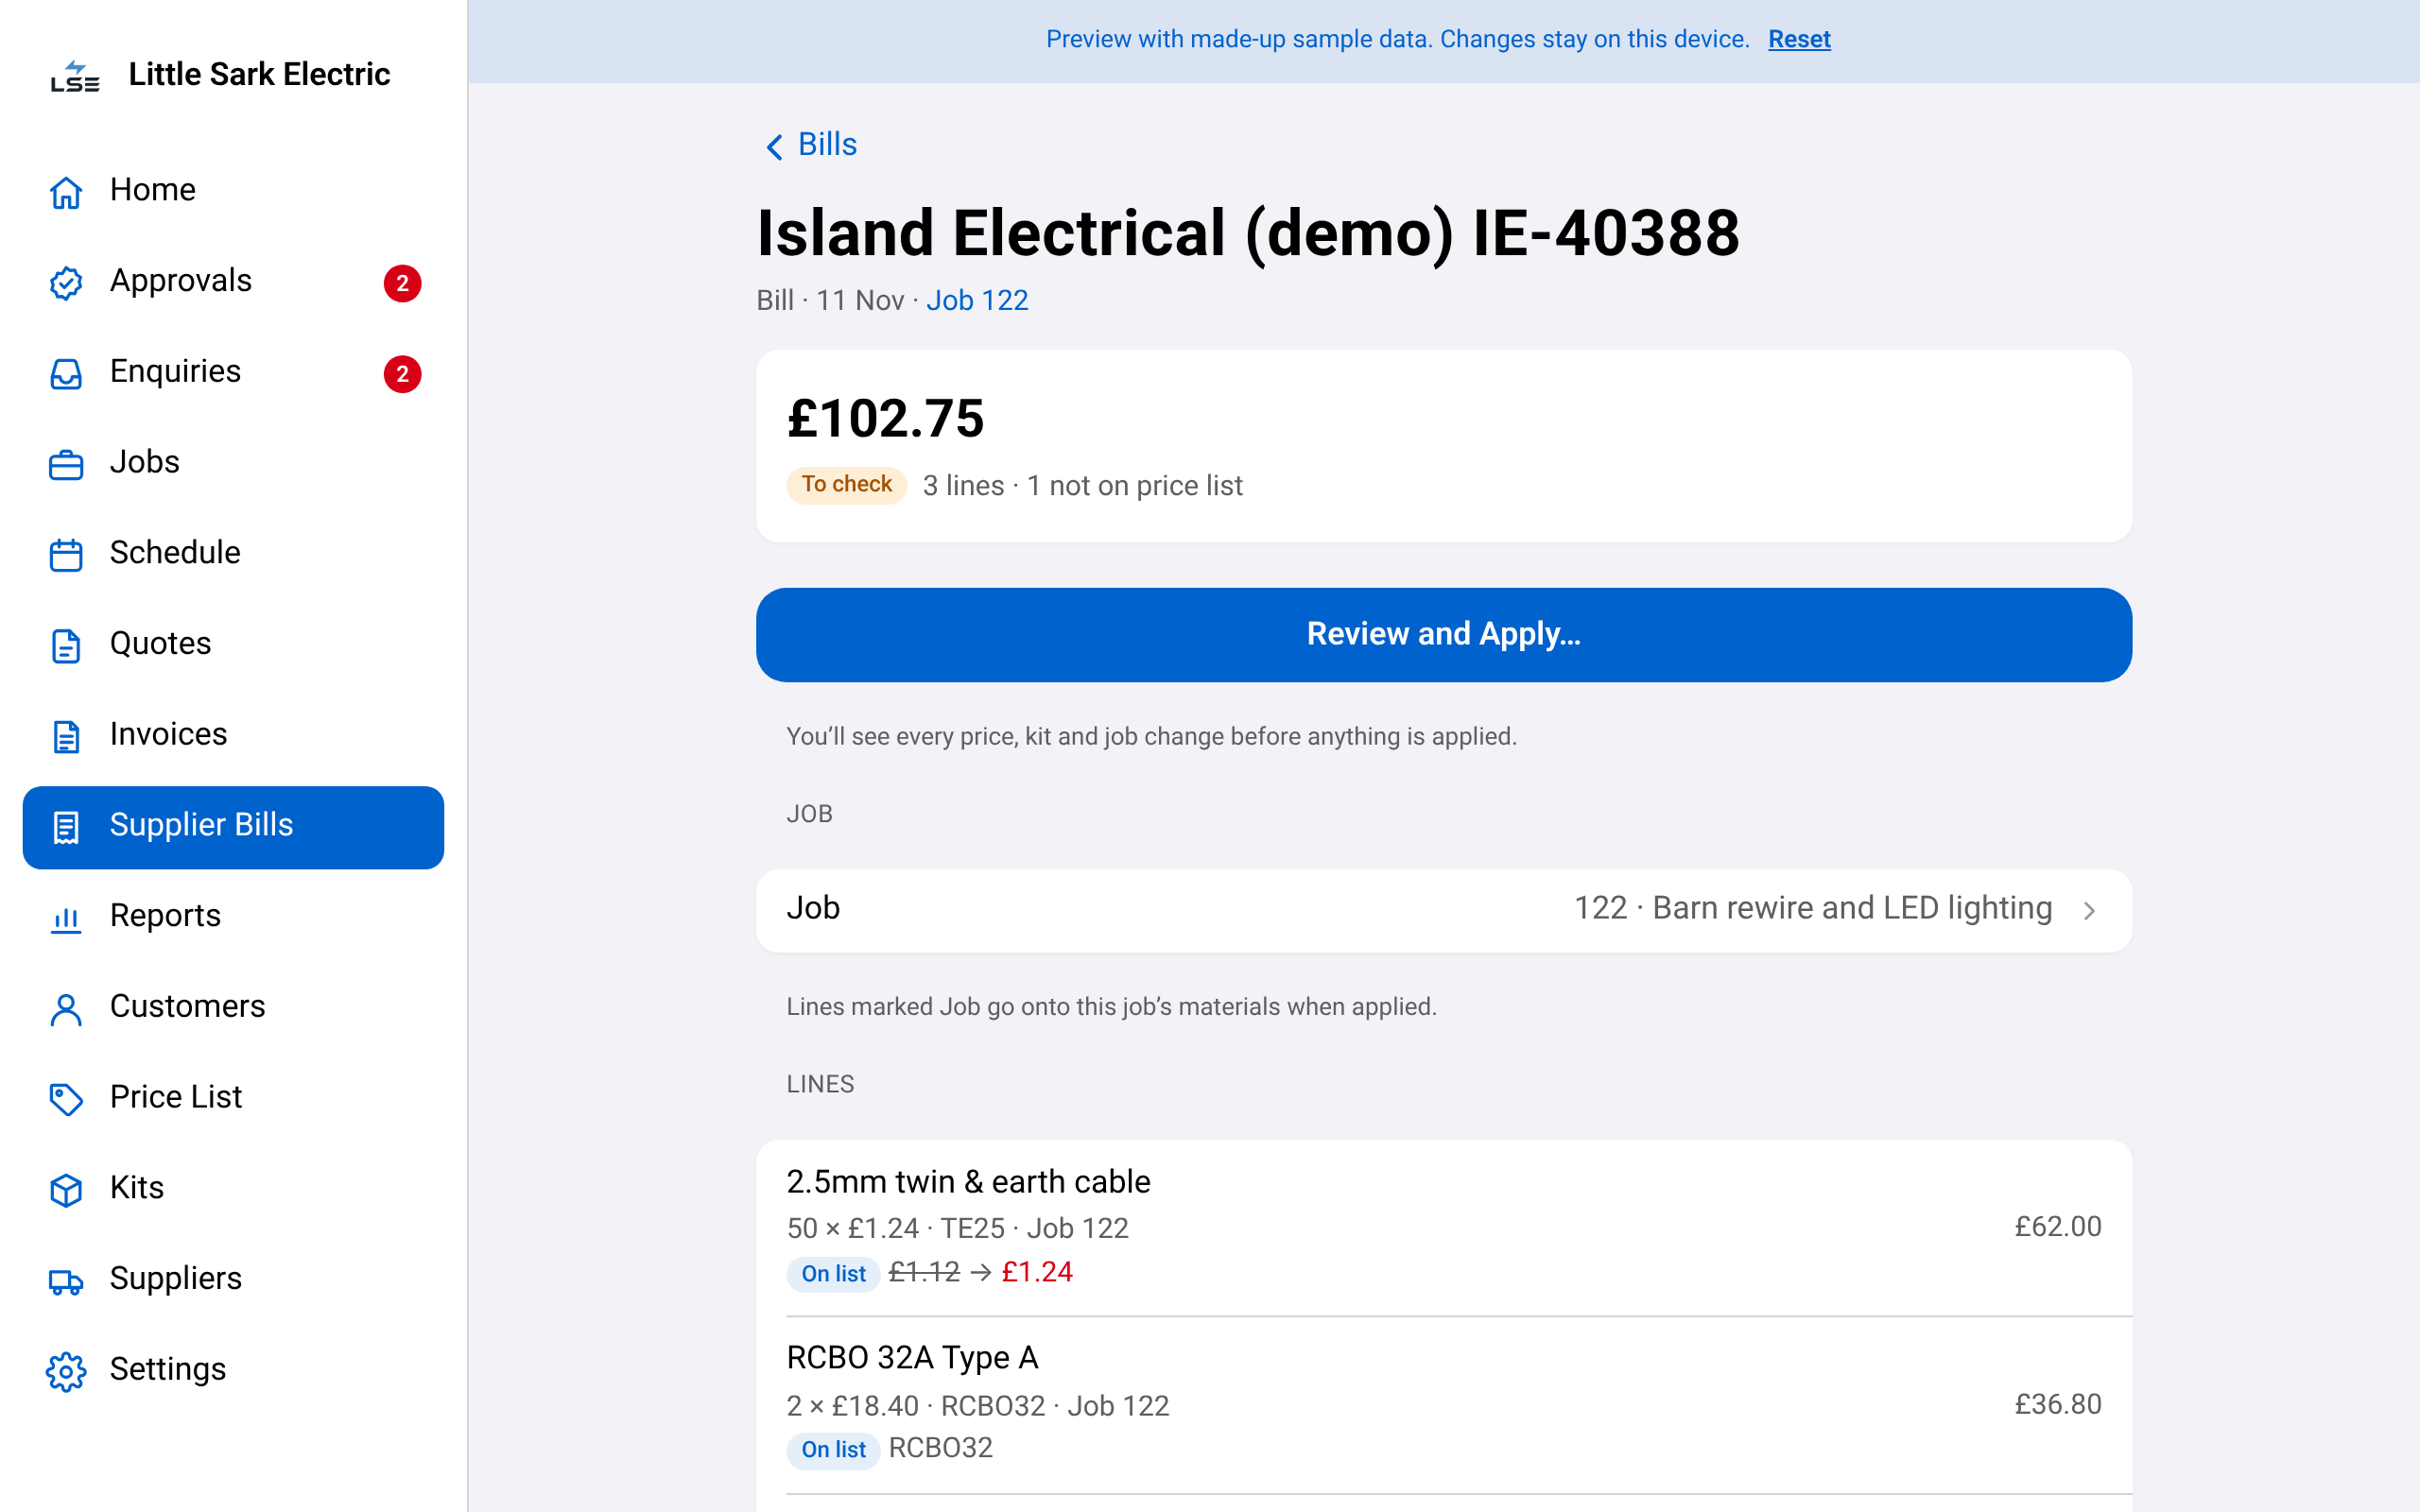 Preview with made-up sample data. Changes stay on this device. Reset
LSE Little Sark Electric
Home
Approvals 2
Enquiries 2
Jobs
Schedule
Quotes
Invoices
Supplier Bills
Reports
Customers
Price List
Kits
Suppliers
Settings
Bills
Island Electrical (demo) IE-40388
Bill · 11 Nov · Job 122
£102.75
To check 3 lines · 1 not on price list
Review and Apply…
You’ll see every price, kit and job change before anything is applied.
JOB
Job 122 · Barn rewire and LED lighting
Lines marked Job go onto this job’s materials when applied.
LINES
2.5mm twin & earth cable
50 × £1.24 · TE25 · Job 122 £62.00
On list £1.12 → £1.24
RCBO 32A Type A
2 × £18.40 · RCBO32 · Job 122 £36.80
On list RCBO32